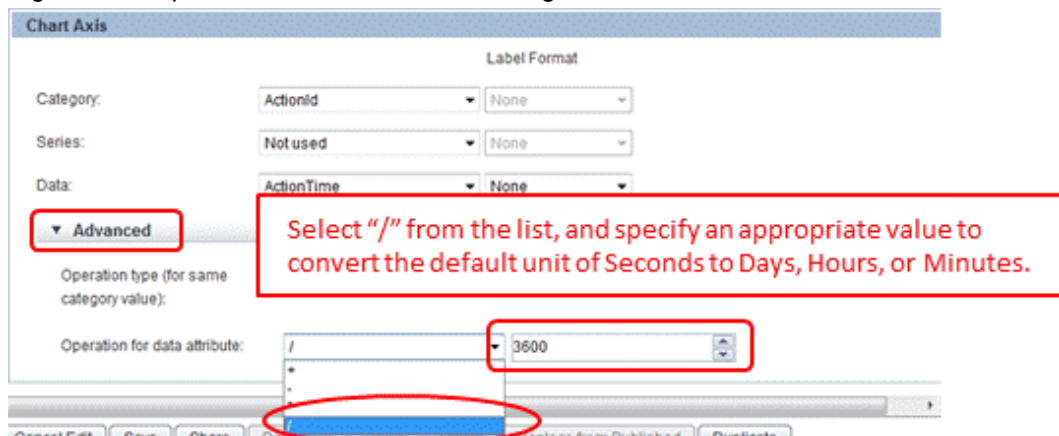 Chart Axis
Label Format
Category: ActionId None
Series: Not used None
Data: ActionTime None
▼ Advanced
Select “/” from the list, and specify an appropriate value to
convert the default unit of Seconds to Days, Hours, or Minutes.
Operation type (for same
category value):
Operation for data attribute: / 3600
+
-
*
/
Cancel Edit Save Share from Published Duplicate